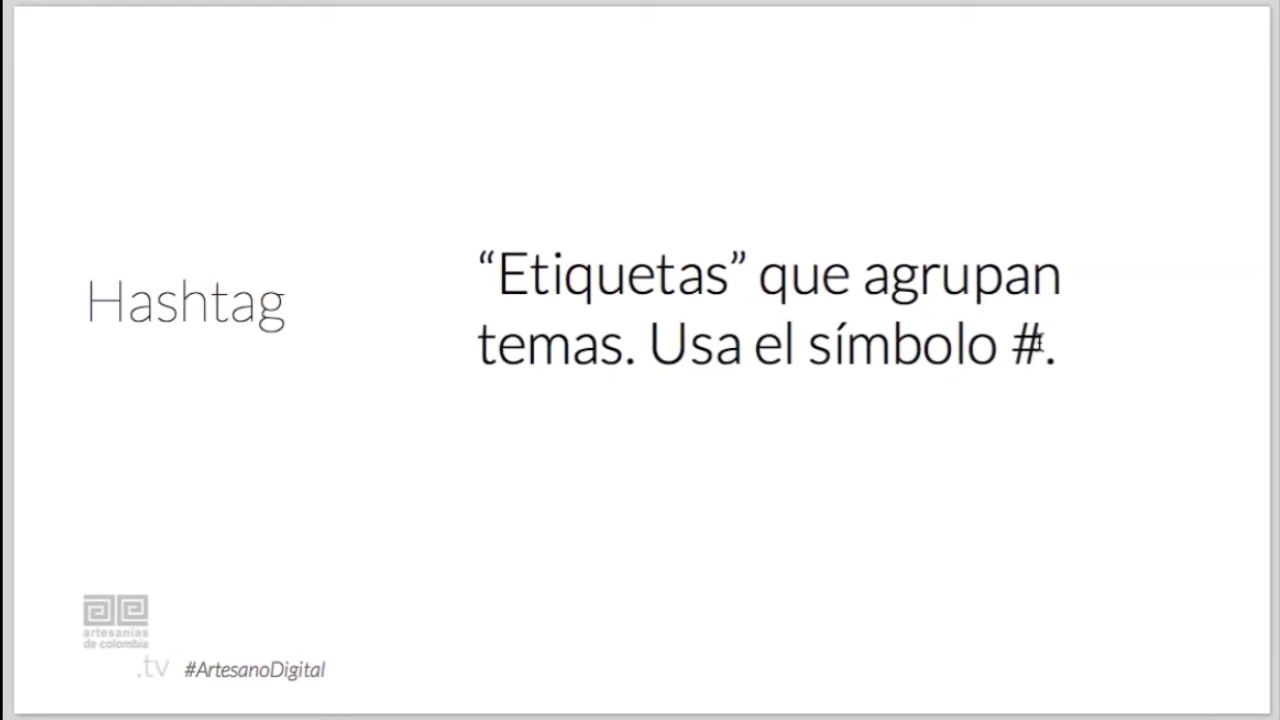 Hashtag
“Etiquetas” que agrupan
temas. Usa el símbolo #.
artesanías
de colombia
.tv #ArtesanoDigital